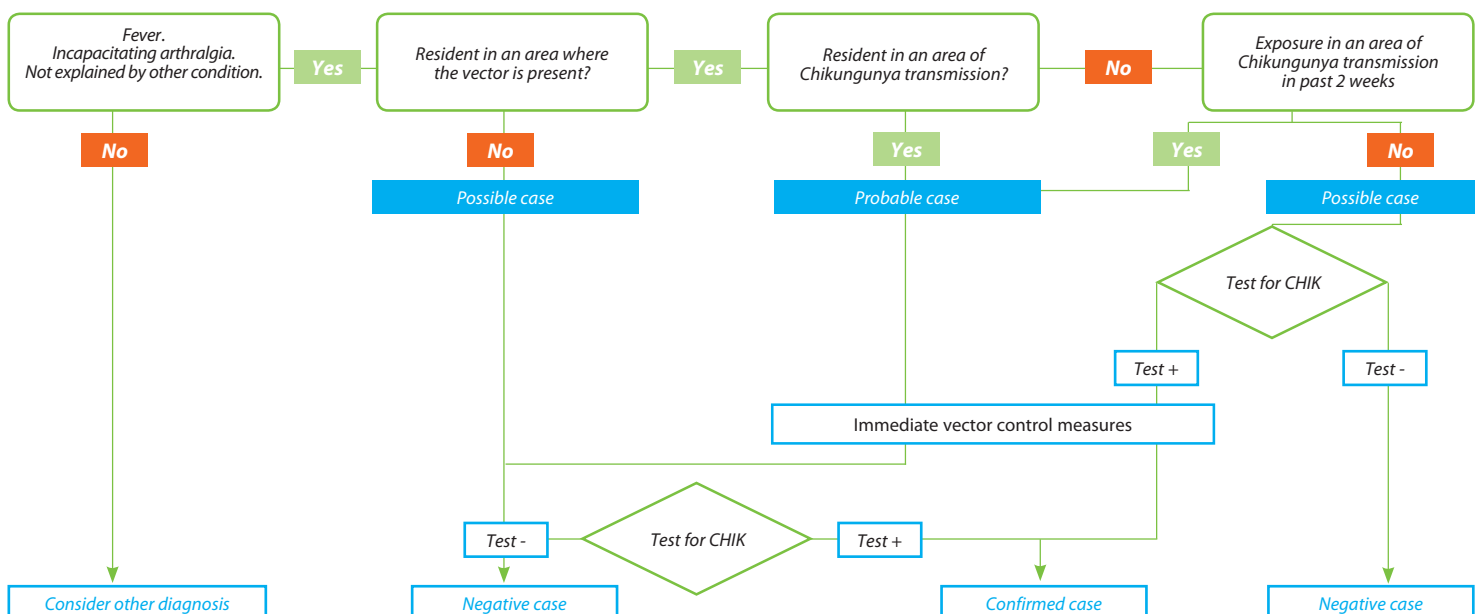 Fever.
Incapacitating arthralgia.
Not explained by other condition.
Yes
Resident in an area where
the vector is present?
Yes
Resident in an area of
Chikungunya transmission?
No
Exposure in an area of
Chikungunya transmission
in past 2 weeks
No
No
Yes
Yes
No
Possible case
Probable case
Possible case
Test for CHIK
Test +
Test -
Immediate vector control measures
Test -
Test for CHIK
Test +
Consider other diagnosis
Negative case
Confirmed case
Negative case